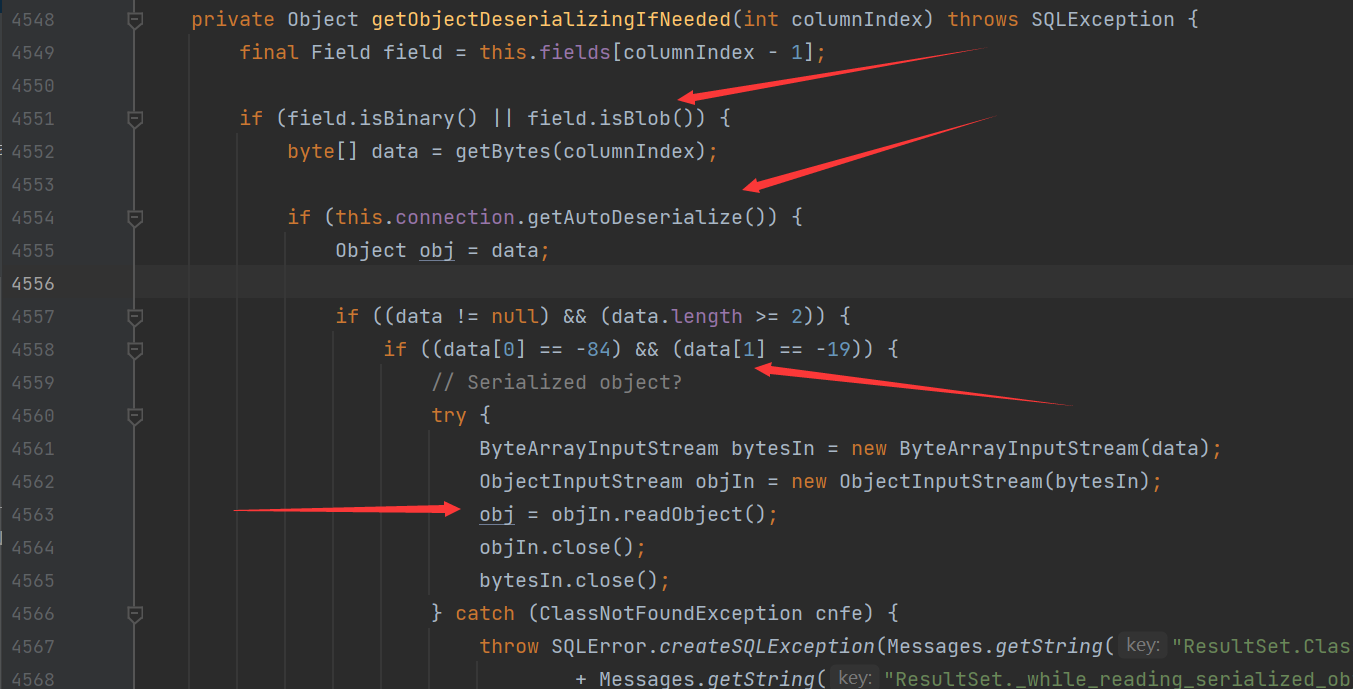 4548 private Object getObjectDeserializingIfNeeded(int columnIndex) throws SQLException {
4549 final Field field = this.fields[columnIndex - 1];
4550
4551 if (field.isBinary() || field.isBlob()) {
4552 byte[] data = getBytes(columnIndex);
4553
4554 if (this.connection.getAutoDeserialize()) {
4555 Object obj = data;
4556
4557 if ((data != null) && (data.length >= 2)) {
4558 if ((data[0] == -84) && (data[1] == -19)) {
4559 // Serialized object?
4560 try {
4561 ByteArrayInputStream bytesIn = new ByteArrayInputStream(data);
4562 ObjectInputStream objIn = new ObjectInputStream(bytesIn);
4563 obj = objIn.readObject();
4564 objIn.close();
4565 bytesIn.close();
4566 } catch (ClassNotFoundException cnfe) {
4567 throw SQLError.createSQLException(Messages.getString( key: "ResultSet.Clas
4568 + Messages.getString( key: "ResultSet._while_reading_serialized_ob